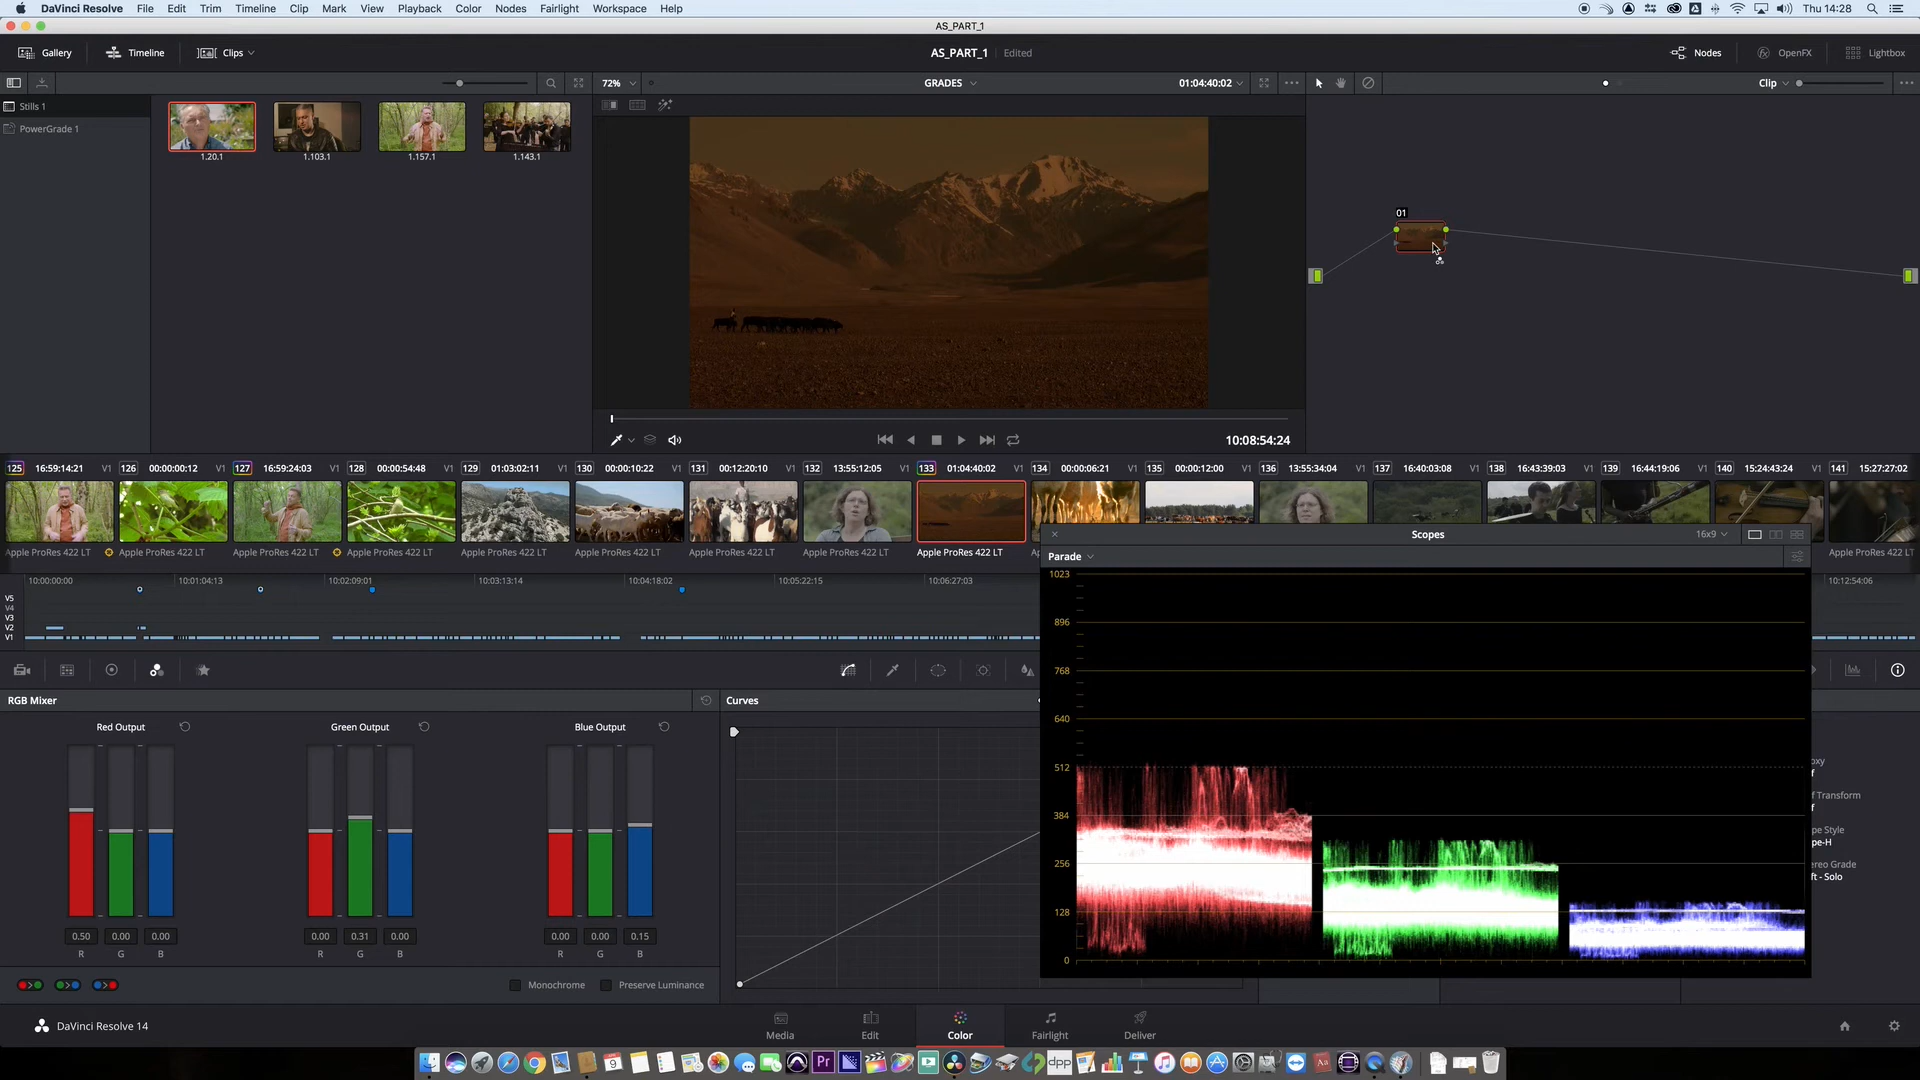 DaVinci Resolve File Edit Trim Timeline Clip Mark View Playback Color Nodes Fairlight Workspace Help Thu 14:28
AS_PART_1
Gallery Timeline Clips AS_PART_1 Edited Nodes OpenFX Lightbox
72% GRADES 01:04:40:02 Clip
Stills 1
PowerGrade 1
1.20.1 1.103.1 1.157.1 1.143.1
01
10:08:54:24
125 16:59:14:21 V1 126 00:00:00:12 V1 127 16:59:24:03 V1 128 00:00:54:48 V1 129 01:03:02:11 V1 130 00:00:10:22 V1 131 00:12:20:10 V1 132 13:55:12:05 V1 133 01:04:40:02 V1 134 00:00:06:21 V1 135 00:00:12:00 V1 136 13:55:34:04 V1 137 16:40:03:08 V1 138 16:43:39:03 V1 139 16:44:19:06 V1 140 15:24:43:24 V1 141 15:27:27:02 V1
Apple ProRes 422 LT Apple ProRes 422 LT Apple ProRes 422 LT Apple ProRes 422 LT Apple ProRes 422 LT Apple ProRes 422 LT Apple ProRes 422 LT Apple ProRes 422 LT Apple ProRes 422 LT Apple ProRes 422 LT
Scopes 16x9
Parade
10:00:00:00 10:01:04:13 10:02:09:01 10:03:13:14 10:04:18:02 10:05:22:15 10:06:27:03 10:12:54:06
V5
V4
V3
V2
V1
1023
896
768
640
512
384
256
128
0
RGB Mixer Curves
Red Output Green Output Blue Output
0.50 0.00 0.00 0.00 0.31 0.00 0.00 0.00 0.15
R G B R G B R G B
oxy
f
f Transform
f
pe Style
pe-H
ereo Grade
ft - Solo
Monochrome Preserve Luminance
DaVinci Resolve 14
Media Edit Color Fairlight Deliver
9 Pr dpp